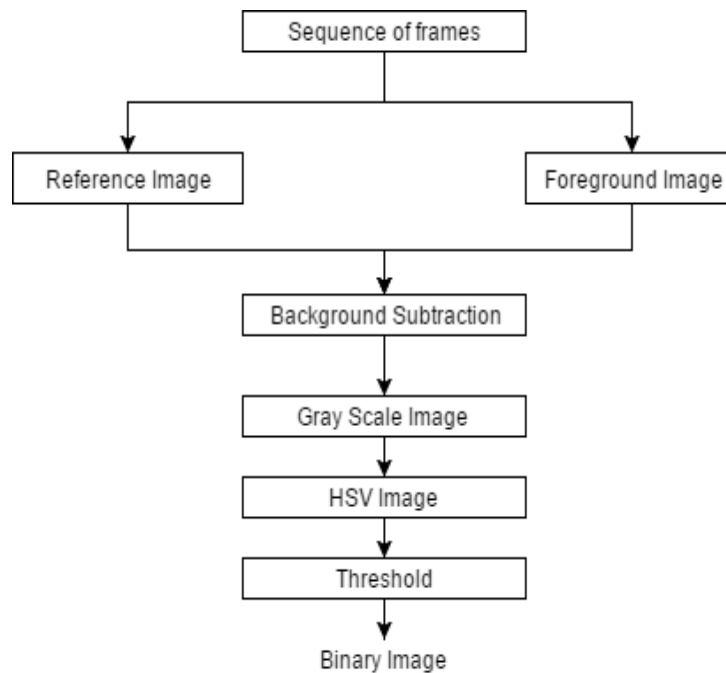 Sequence of frames
Reference Image
Foreground Image
Background Subtraction
Gray Scale Image
HSV Image
Threshold
Binary Image